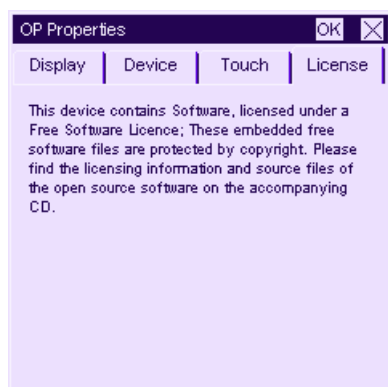 OP Properties OK
Display Device Touch License
This device contains Software, licensed under a
Free Software Licence; These embedded free
software files are protected by copyright. Please
find the licensing information and source files of
the open source software on the accompanying
CD.